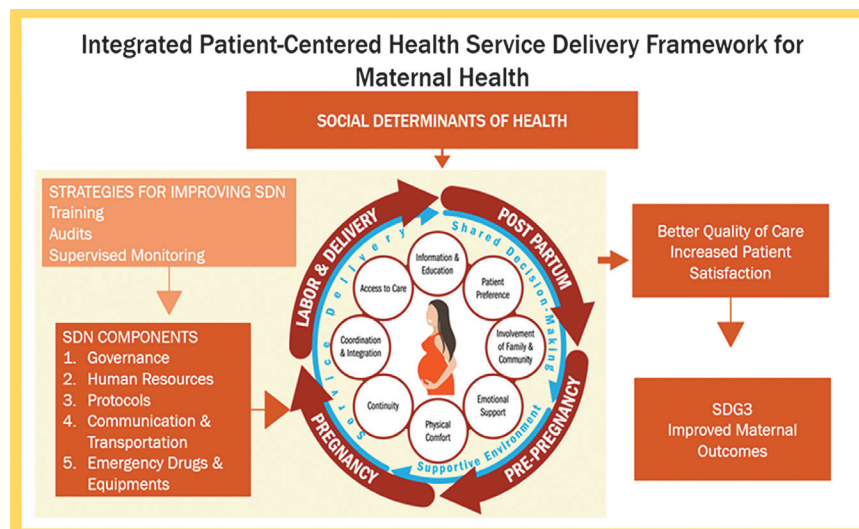 Integrated Patient-Centered Health Service Delivery Framework for
Maternal Health
SOCIAL DETERMINANTS OF HEALTH
STRATEGIES FOR IMPROVING SDN
Training
Audits
Supervised Monitoring
SDN COMPONENTS
1. Governance
2. Human Resources
3. Protocols
4. Communication &
Transportation
5. Emergency Drugs &
Equipments
LABOR & DELIVERY
POST PARTUM
PRE-PREGNANCY
PREGNANCY
Service Delivery
Shared Decision-Making
Supportive Environment
Information &
Education
Patient
Preference
Involvement
of Family &
Community
Emotional
Support
Physical
Comfort
Continuity
Coordination
& Integration
Access to Care
Better Quality of Care
Increased Patient
Satisfaction
SDG3
Improved Maternal
Outcomes